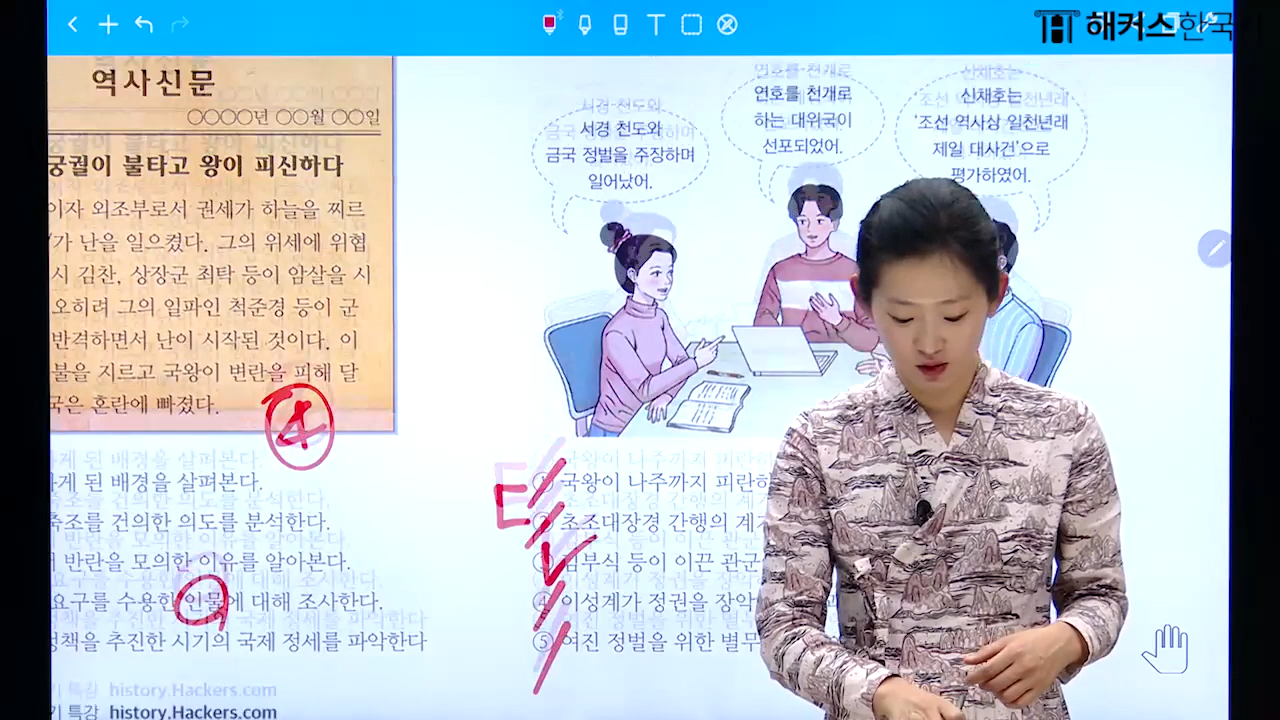 해커스한국사
역사신문
○○○○년 ○○월 ○○일
궁궐이 불타고 왕이 피신하다
이자 외조부로서 권세가 하늘을 찌르
가 난을 일으켰다. 그의 위세에 위협
시 김찬, 상장군 최탁 등이 암살을 시
오히려 그의 일파인 척준경 등이 군
반격하면서 난이 시작된 것이다. 이
불을 지르고 국왕이 변란을 피해 달
국은 혼란에 빠졌다.
4
하게 된 배경을 살펴본다.
축조를 건의한 의도를 분석한다.
반란을 모의한 이유를 알아본다.
요구를 수용한 인물에 대해 조사한다.
정책을 추진한 시기의 국제 정세를 파악한다
기 특강 history.Hackers.com
서경 천도와
금국 정벌을 주장하며
일어났어.
연호를 천개로
하는 대위국이
선포되었어.
신채호는
'조선 역사상 일천년래
제일 대사건'으로
평가하였어.
① 국왕이 나주까지 피란하
② 초조대장경 간행의 계기
③ 김부식 등이 이끈 관군
④ 이성계가 정권을 장악
⑤ 여진 정벌을 위한 별무